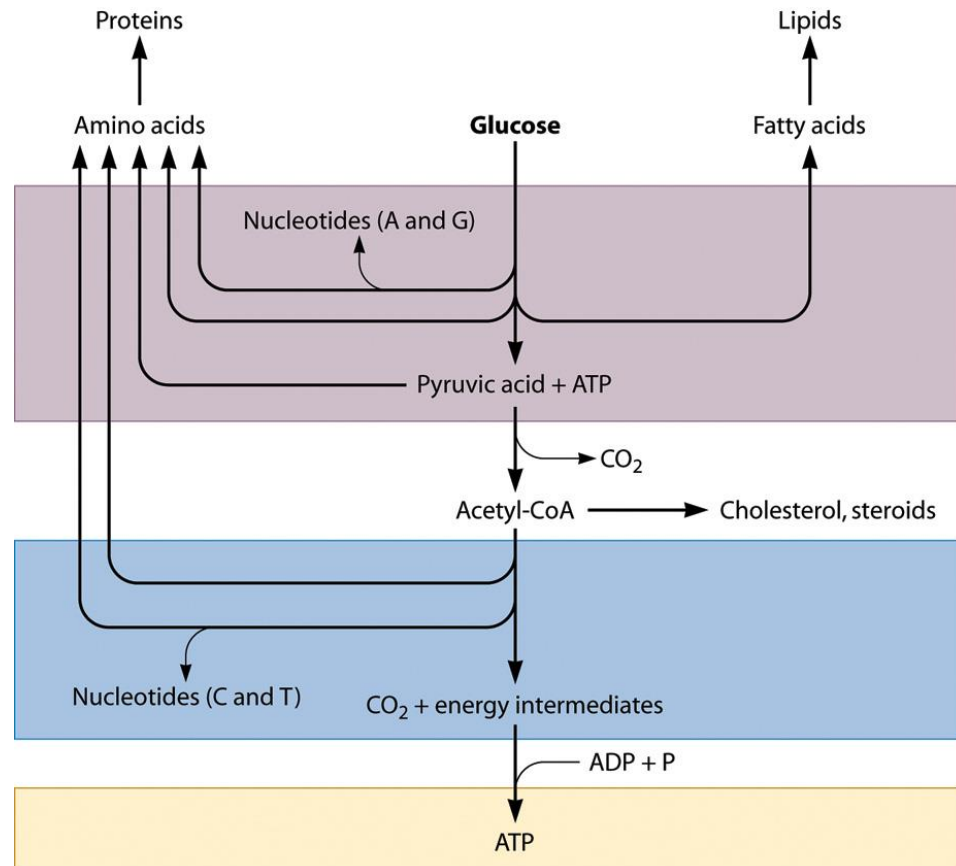 Proteins
Lipids
Amino acids
Glucose
Fatty acids
Nucleotides (A and G)
Pyruvic acid + ATP
CO₂
Acetyl-CoA
Cholesterol, steroids
Nucleotides (C and T)
CO₂ + energy intermediates
ADP + P
ATP